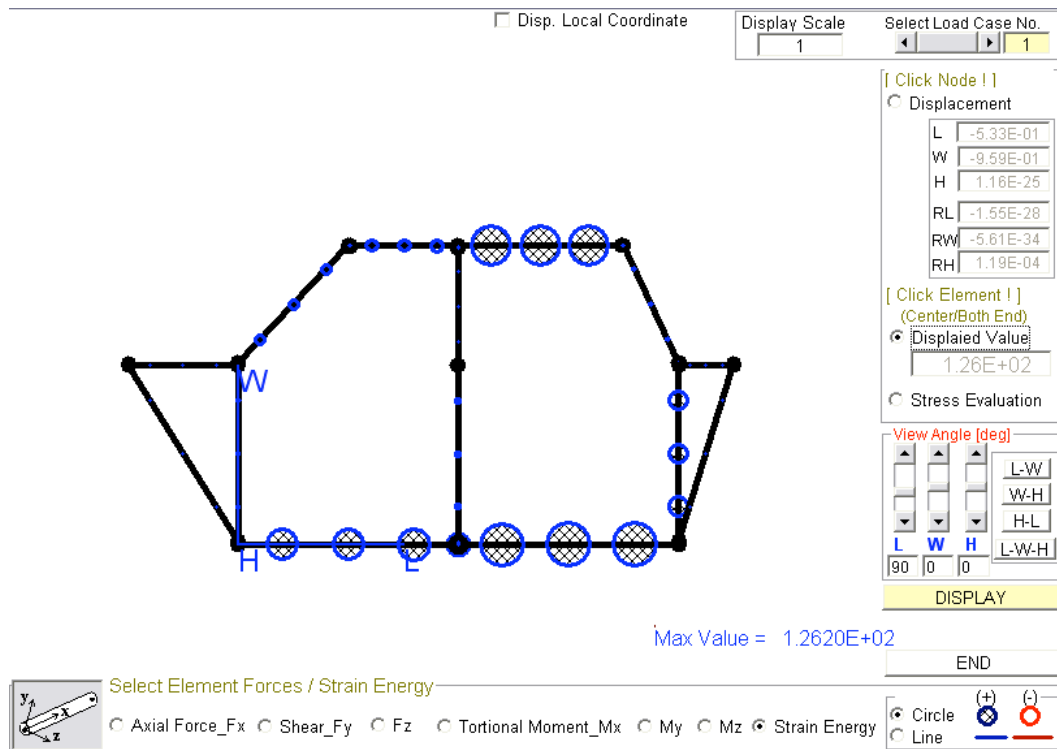 Disp. Local Coordinate
Display Scale
1
Select Load Case No.
1
[ Click Node ! ]
Displacement
L -5.33E-01
W -9.59E-01
H 1.16E-25
RL -1.55E-28
RW -5.61E-34
RH 1.19E-04
[ Click Element ! ]
(Center/Both End)
Displaied Value
1.26E+02
Stress Evaluation
View Angle [deg]
L W H
90 0 0
L-W
W-H
H-L
L-W-H
DISPLAY
W
H L
Max Value = 1.2620E+02
END
Select Element Forces / Strain Energy
y x z
Axial Force_Fx Shear_Fy Fz Tortional Moment_Mx My Mz Strain Energy
(+) (-)
Circle
Line